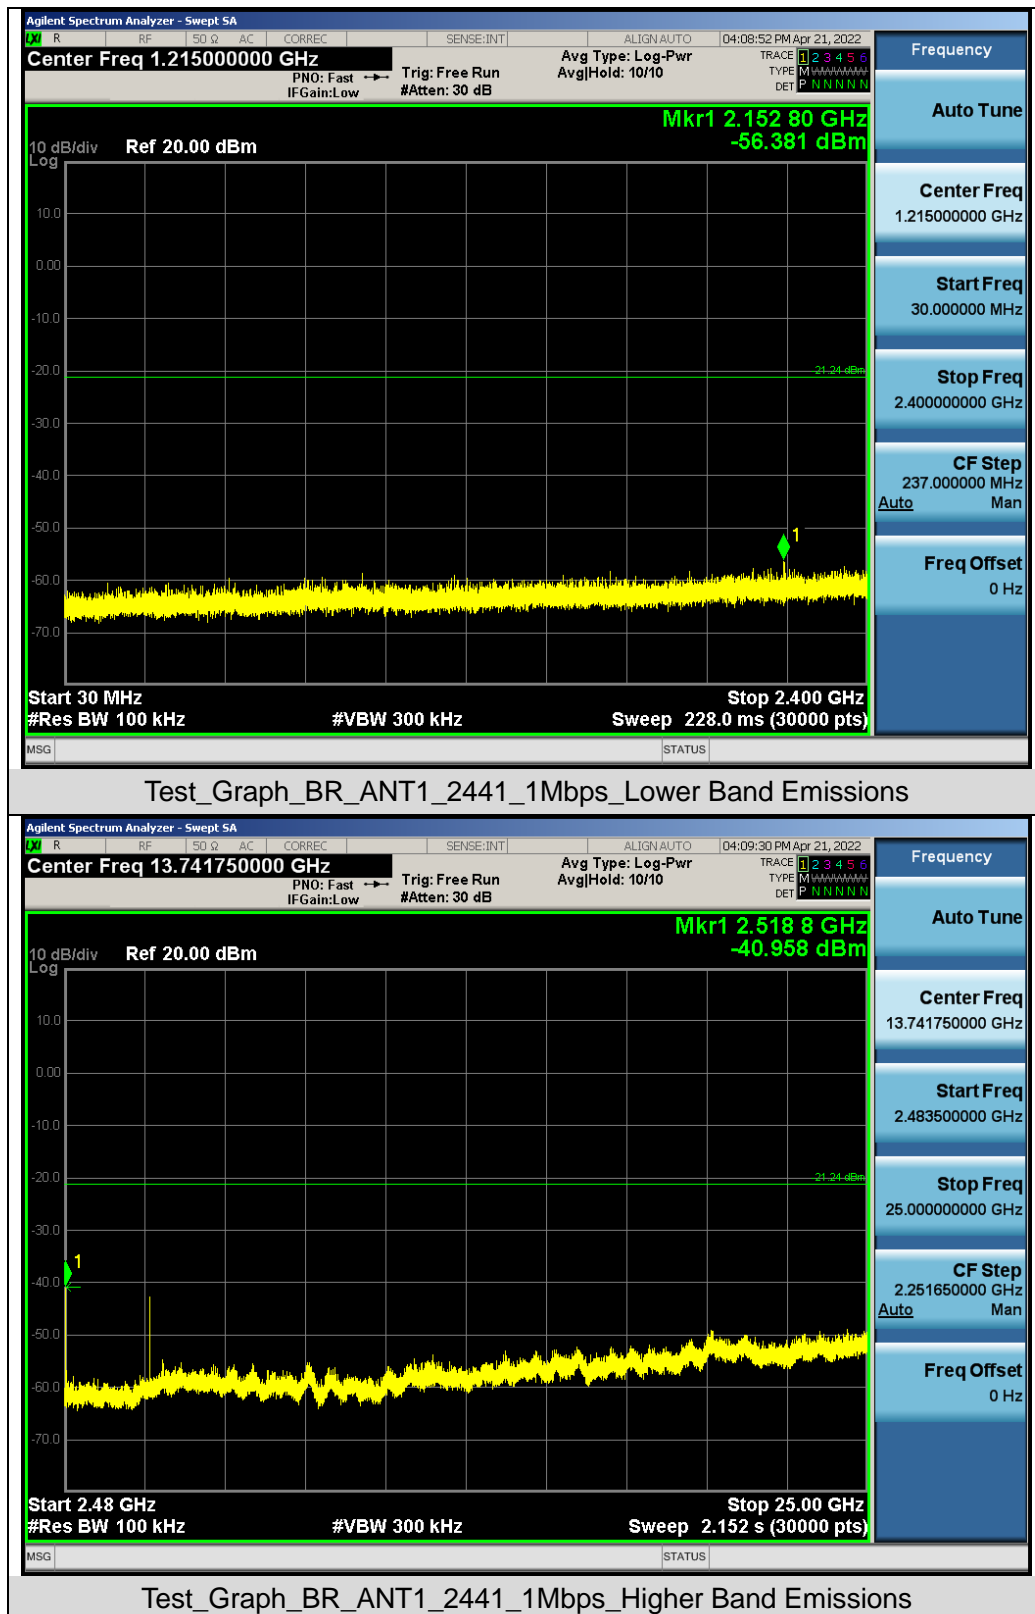 Agilent Spectrum Analyzer - Swept SA
LXI R RF 50 Ω AC CORREC SENSE:INT ALIGN AUTO 04:08:52 PM Apr 21, 2022
Center Freq 1.215000000 GHz
PNO: Fast
IFGain:Low
Trig: Free Run
#Atten: 30 dB
Avg Type: Log-Pwr
Avg|Hold: 10/10
TRACE 1 2 3 4 5 6
TYPE M
DET P N N N N N
Mkr1 2.152 80 GHz
-56.381 dBm
10 dB/div Ref 20.00 dBm
Log
10.0
0.00
-10.0
-20.0
-21.24 dBm
-30.0
-40.0
-50.0
1
-60.0
-70.0
Start 30 MHz Stop 2.400 GHz
#Res BW 100 kHz #VBW 300 kHz Sweep 228.0 ms (30000 pts)
MSG STATUS
Frequency
Auto Tune
Center Freq
1.215000000 GHz
Start Freq
30.000000 MHz
Stop Freq
2.400000000 GHz
CF Step
237.000000 MHz
Auto Man
Freq Offset
0 Hz
Test_Graph_BR_ANT1_2441_1Mbps_Lower Band Emissions
Agilent Spectrum Analyzer - Swept SA
LXI R RF 50 Ω AC CORREC SENSE:INT ALIGN AUTO 04:09:30 PM Apr 21, 2022
Center Freq 13.741750000 GHz
PNO: Fast
IFGain:Low
Trig: Free Run
#Atten: 30 dB
Avg Type: Log-Pwr
Avg|Hold: 10/10
TRACE 1 2 3 4 5 6
TYPE M
DET P N N N N N
Mkr1 2.518 8 GHz
-40.958 dBm
10 dB/div Ref 20.00 dBm
Log
10.0
0.00
-10.0
-20.0
-21.24 dBm
-30.0
1
-40.0
-50.0
-60.0
-70.0
Start 2.48 GHz Stop 25.00 GHz
#Res BW 100 kHz #VBW 300 kHz Sweep 2.152 s (30000 pts)
MSG STATUS
Frequency
Auto Tune
Center Freq
13.741750000 GHz
Start Freq
2.483500000 GHz
Stop Freq
25.000000000 GHz
CF Step
2.251650000 GHz
Auto Man
Freq Offset
0 Hz
Test_Graph_BR_ANT1_2441_1Mbps_Higher Band Emissions